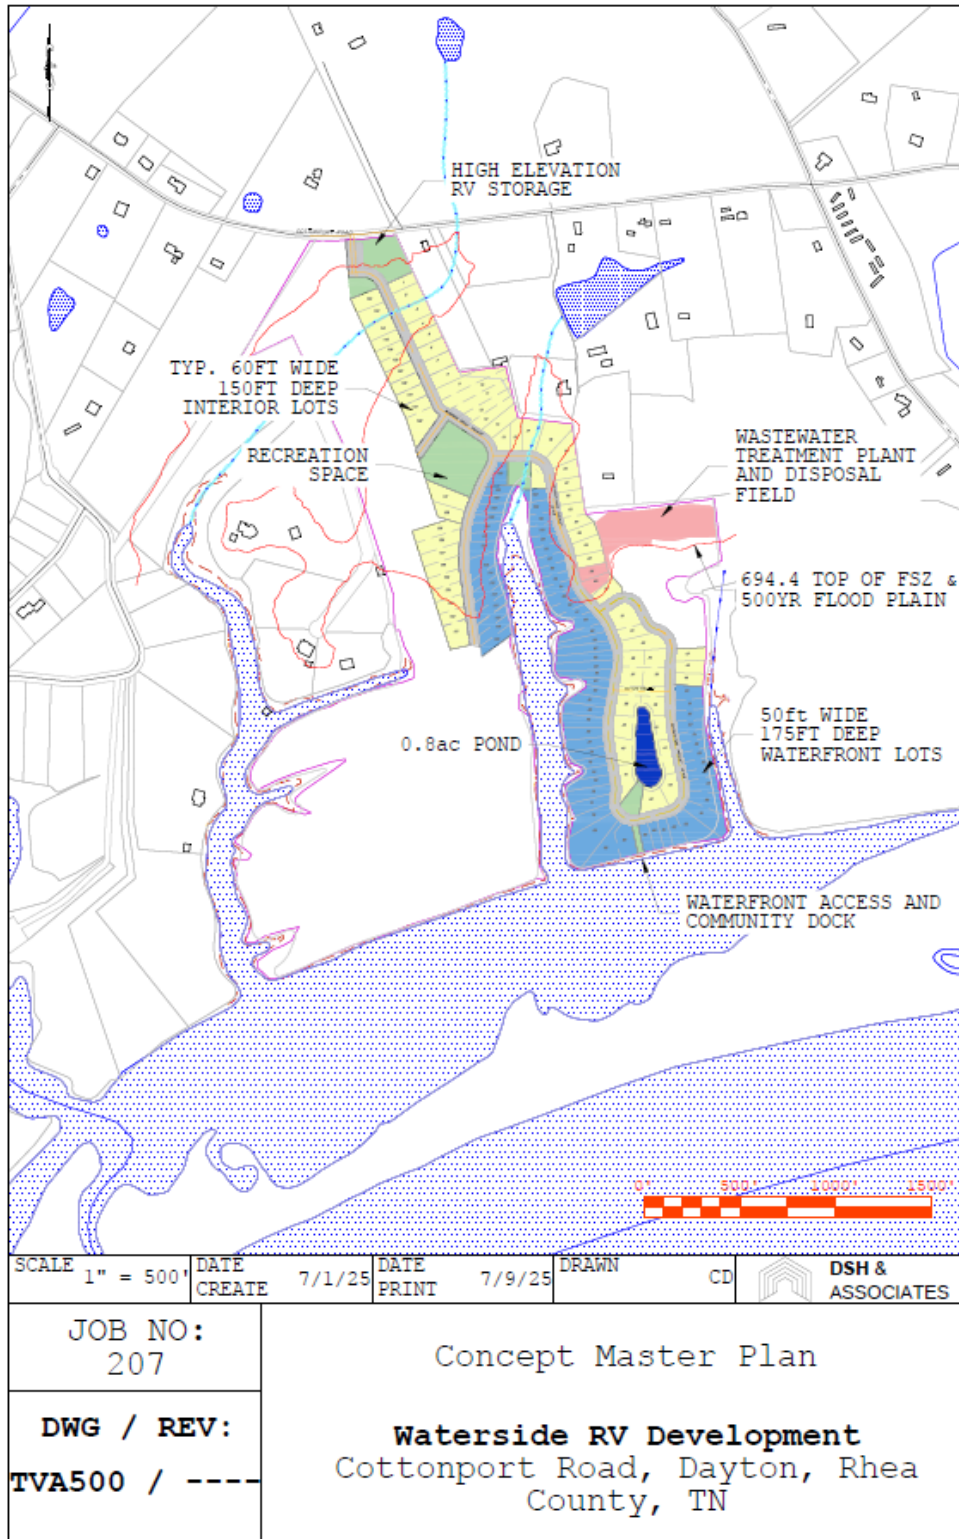 HIGH ELEVATION
RV STORAGE
TYP. 60FT WIDE
150FT DEEP
INTERIOR LOTS
RECREATION
SPACE
WASTEWATER
TREATMENT PLANT
AND DISPOSAL
FIELD
694.4 TOP OF FSZ &
500YR FLOOD PLAIN
50ft WIDE
175FT DEEP
WATERFRONT LOTS
0.8ac POND
WATERFRONT ACCESS AND
COMMUNITY DOCK
0' 500' 1000' 1500'
SCALE 1" = 500'
DATE CREATE 7/1/25
DATE PRINT 7/9/25
DRAWN CD
DSH &
ASSOCIATES
JOB NO:
207
Concept Master Plan
DWG / REV:
TVA500 / ----
Waterside RV Development
Cottonport Road, Dayton, Rhea
County, TN